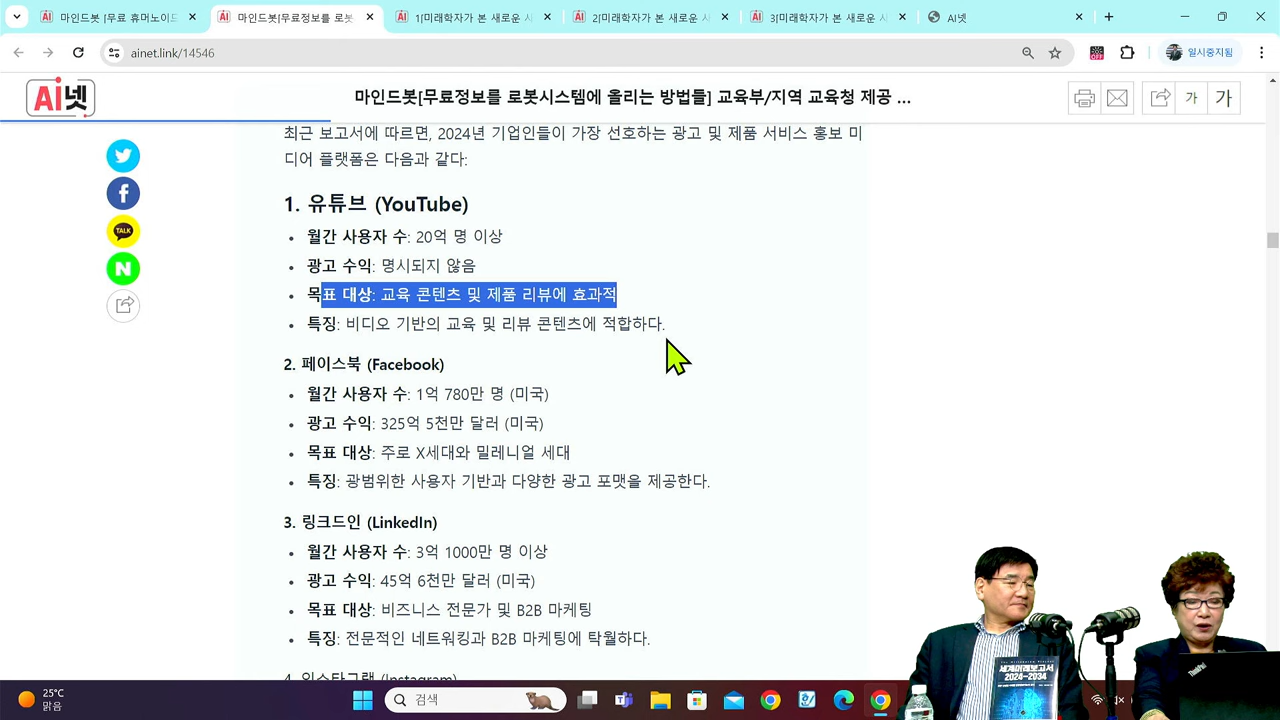 마인드봇 [무료 휴머노이드
마인드봇[무료정보를 로봇
1[미래학자가 본 새로운 시
2[미래학자가 본 새로운 시
3[미래학자가 본 새로운 시
AI넷
ainet.link/14546
OFF
일시중지됨
AI넷
마인드봇[무료정보를 로봇시스템에 올리는 방법들] 교육부/지역 교육청 제공 ...
가
가
최근 보고서에 따르면, 2024년 기업인들이 가장 선호하는 광고 및 제품 서비스 홍보 미
디어 플랫폼은 다음과 같다:
TALK
N
1. 유튜브 (YouTube)
• 월간 사용자 수: 20억 명 이상
• 광고 수익: 명시되지 않음
• 목표 대상: 교육 콘텐츠 및 제품 리뷰에 효과적
• 특징: 비디오 기반의 교육 및 리뷰 콘텐츠에 적합하다.
2. 페이스북 (Facebook)
• 월간 사용자 수: 1억 780만 명 (미국)
• 광고 수익: 325억 5천만 달러 (미국)
• 목표 대상: 주로 X세대와 밀레니얼 세대
• 특징: 광범위한 사용자 기반과 다양한 광고 포맷을 제공한다.
3. 링크드인 (LinkedIn)
• 월간 사용자 수: 3억 1000만 명 이상
• 광고 수익: 45억 6천만 달러 (미국)
• 목표 대상: 비즈니스 전문가 및 B2B 마케팅
• 특징: 전문적인 네트워킹과 B2B 마케팅에 탁월하다.
4. 인스타그램 (Instagram)
세계미래보고서
2024-2034
ThinkPad
25°C
맑음
검색